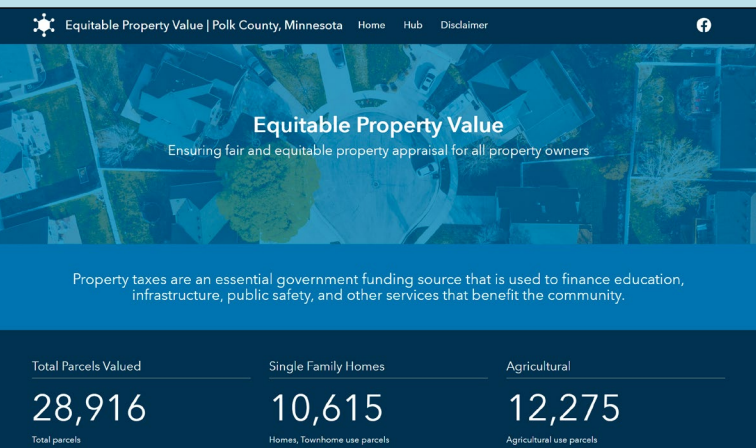 Equitable Property Value | Polk County, Minnesota Home Hub Disclaimer
Equitable Property Value
Ensuring fair and equitable property appraisal for all property owners
Property taxes are an essential government funding source that is used to finance education,
infrastructure, public safety, and other services that benefit the community.
Total Parcels Valued
28,916
Total parcels
Single Family Homes
10,615
Homes, Townhome use parcels
Agricultural
12,275
Agricultural use parcels